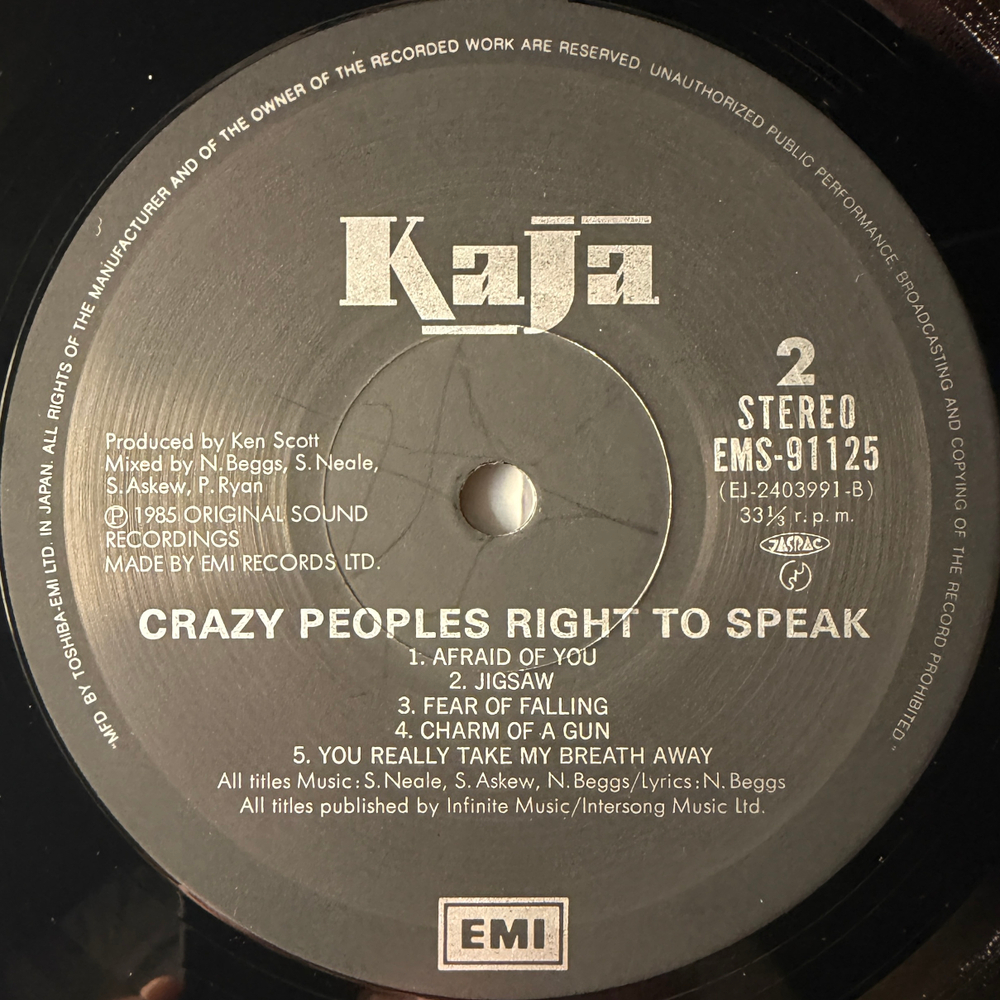 "MFD BY TOSHIBA-EMI LTD. IN JAPAN. ALL RIGHTS OF THE MANUFACTURER AND OF THE OWNER OF THE RECORDED WORK ARE RESERVED. UNAUTHORIZED PUBLIC PERFORMANCE, BROADCASTING AND COPYING OF THE RECORD PROHIBITED"
KaJa
2
STEREO
EMS-91125
(EJ-2403991-B)
33⅓ r.p.m.
JASRAC
Produced by Ken Scott
Mixed by N.Beggs, S.Neale,
S.Askew, P.Ryan
Ⓟ 1985 ORIGINAL SOUND
RECORDINGS
MADE BY EMI RECORDS LTD.
CRAZY PEOPLES RIGHT TO SPEAK
1. AFRAID OF YOU
2. JIGSAW
3. FEAR OF FALLING
4. CHARM OF A GUN
5. YOU REALLY TAKE MY BREATH AWAY
All titles Music: S.Neale, S.Askew, N.Beggs/Lyrics: N.Beggs
All titles published by Infinite Music/Intersong Music Ltd.
EMI